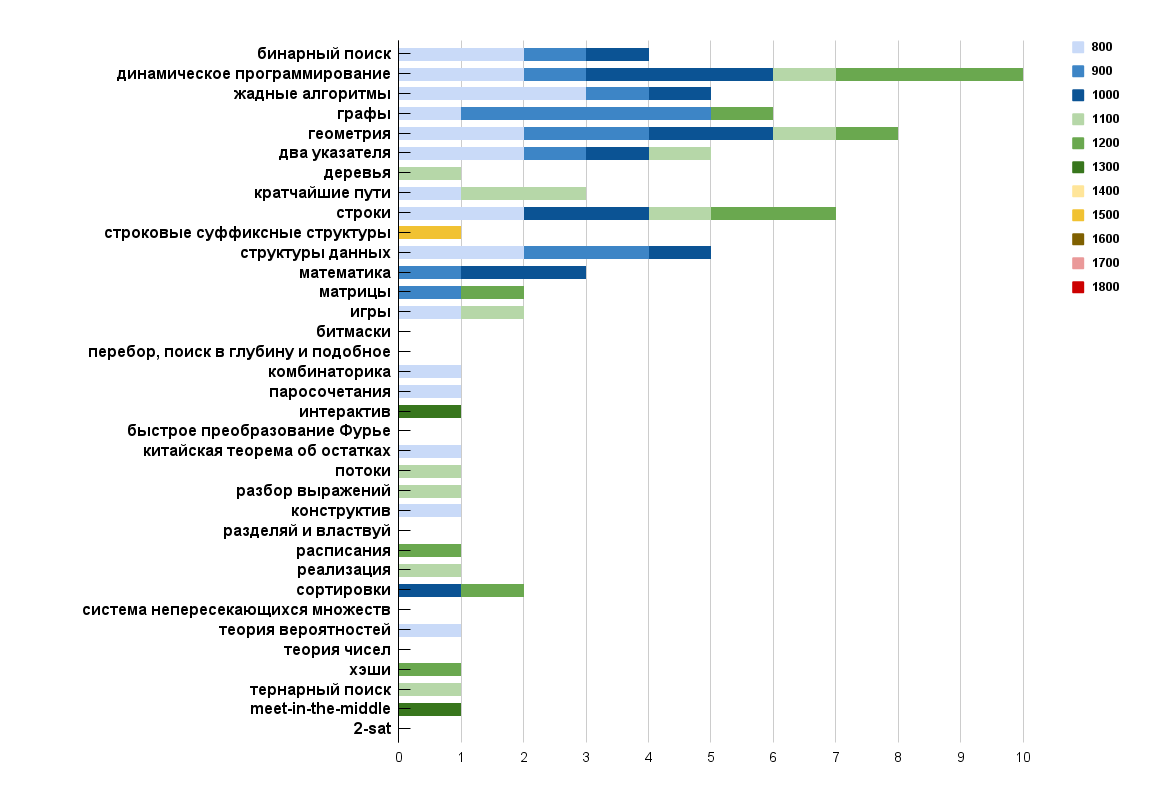 бинарный поиск
динамическое программирование
жадные алгоритмы
графы
геометрия
два указателя
деревья
кратчайшие пути
строки
строковые суффиксные структуры
структуры данных
математика
матрицы
игры
битмаски
перебор, поиск в глубину и подобное
комбинаторика
паросочетания
интерактив
быстрое преобразование Фурье
китайская теорема об остатках
потоки
разбор выражений
конструктив
разделяй и властвуй
расписания
реализация
сортировки
система непересекающихся множеств
теория вероятностей
теория чисел
хэши
тернарный поиск
meet-in-the-middle
2-sat
0 1 2 3 4 5 6 7 8 9 10
800
900
1000
1100
1200
1300
1400
1500
1600
1700
1800